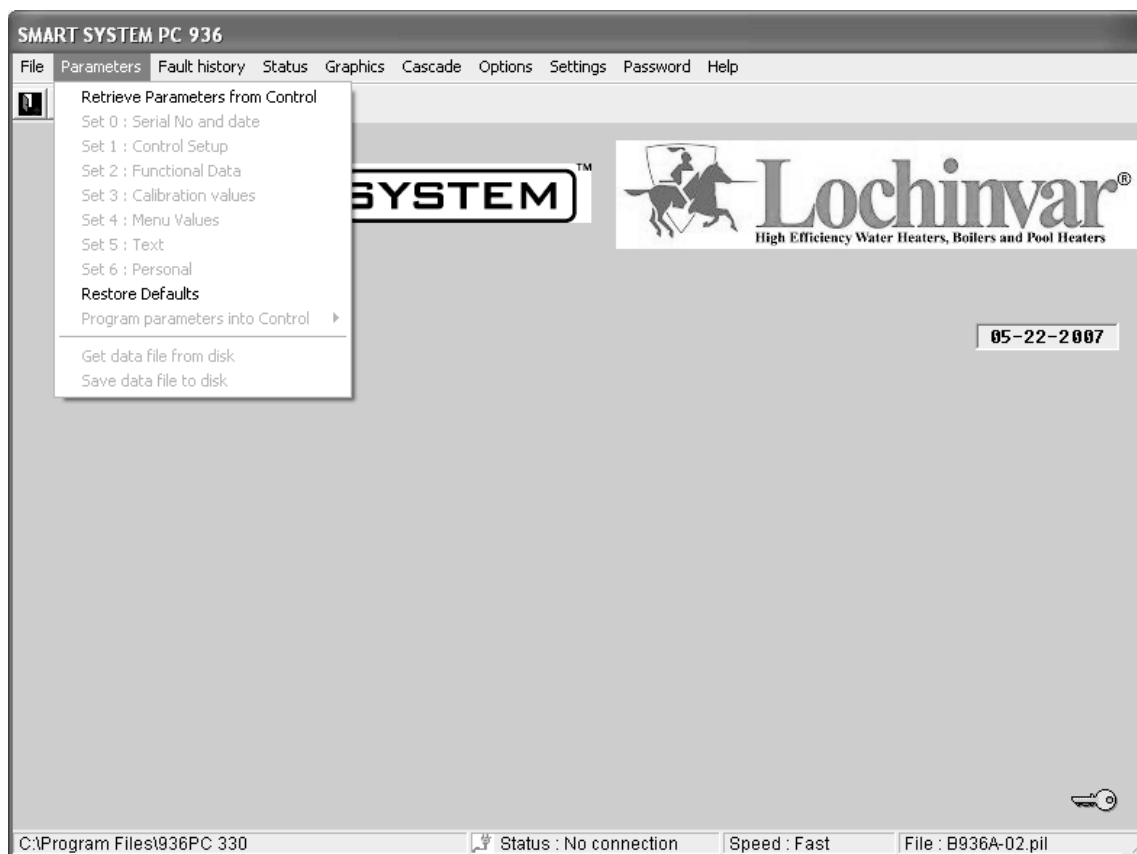 SMART SYSTEM PC 936
File Parameters Fault history Status Graphics Cascade Options Settings Password Help
Retrieve Parameters from Control
Set 0 : Serial No and date
Set 1 : Control Setup
Set 2 : Functional Data
Set 3 : Calibration values
Set 4 : Menu Values
Set 5 : Text
Set 6 : Personal
Restore Defaults
Program parameters into Control
Get data file from disk
Save data file to disk
SYSTEM™
Lochinvar®
High Efficiency Water Heaters, Boilers and Pool Heaters
05-22-2007
C:\Program Files\936PC 330 Status : No connection Speed : Fast File : B936A-02.pil